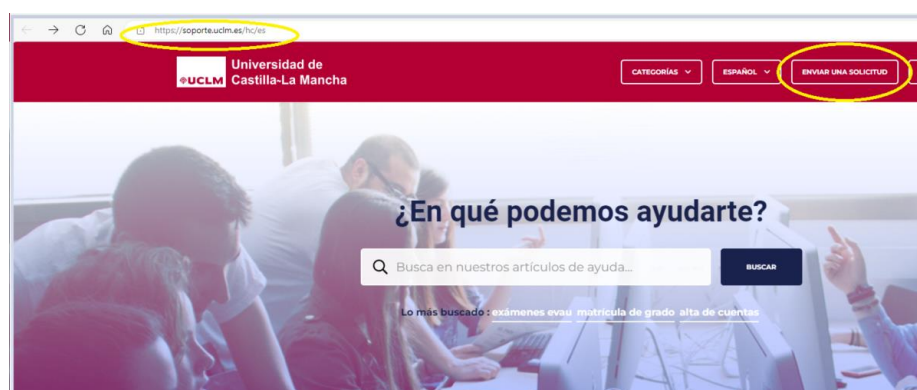 https://soporte.uclm.es/hc/es
Universidad de
UCLM Castilla-La Mancha
CATEGORÍAS
ESPAÑOL
ENVIAR UNA SOLICITUD
¿En qué podemos ayudarte?
Busca en nuestros artículos de ayuda...
BUSCAR
Lo más buscado : exámenes evau matrícula de grado alta de cuentas